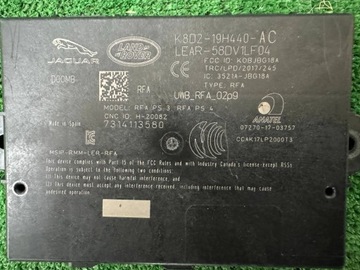 K8D2-19H440-AC
LEAR-58DV1LF04
JAGUAR
LAND ROVER
FCC ID: KOBJBG18A
TRC/LPD/2017/245
IC: 3521A-JBG18A
TYPE: RFA
RFA
MODEL: RFA PS 3 RFA PS 4
CNC ID: H-20082
7314113580
Made in Spain
ANATEL
07270-17-03757
CCAK17LP2000T3
This device complies with Part 15 of the FCC Rules and with Industry Canada's license-exempt RSSs
Operation is subject to the following two conditions:
(1) This device may not cause harmful interference, and
(2) This device must accept any interference received, including interference that may cause
undesired operation